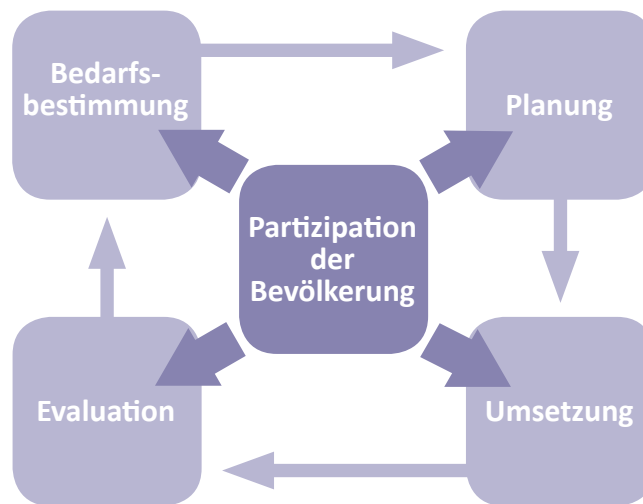 Bedarfs-
bestimmung
Planung
Partizipation
der
Bevölkerung
Evaluation
Umsetzung